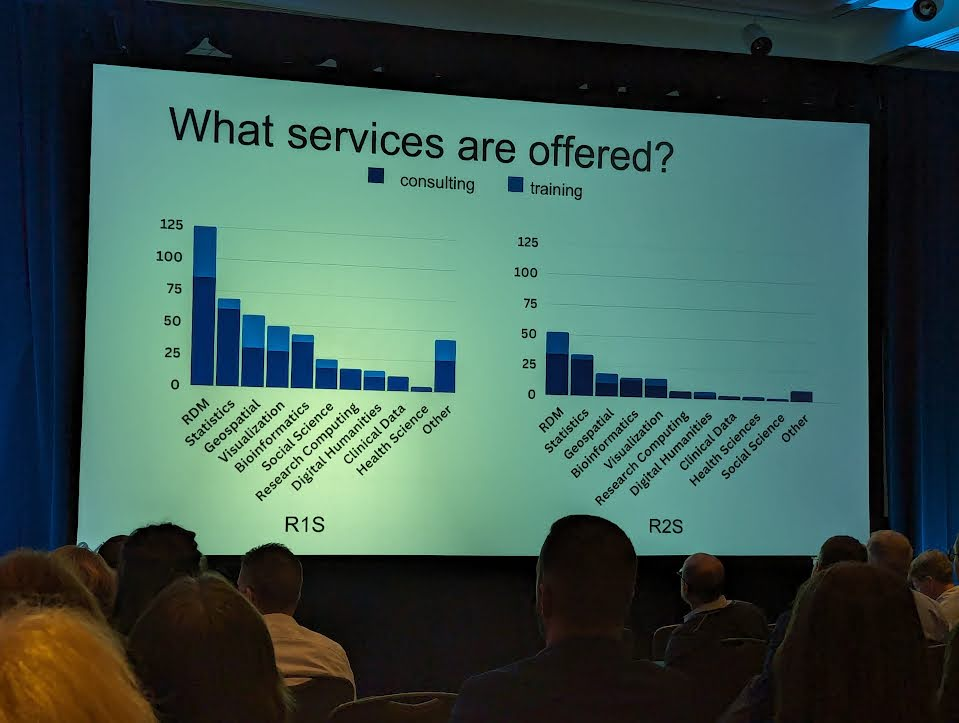 What services are offered?
consulting
training
125
100
75
50
25
0
RDM
Statistics
Geospatial
Visualization
Bioinformatics
Social Science
Research Computing
Digital Humanities
Clinical Data
Health Science
Other
R1S
125
100
75
50
25
0
RDM
Statistics
Geospatial
Bioinformatics
Visualization
Research Computing
Digital Humanities
Clinical Data
Health Sciences
Social Science
Other
R2S